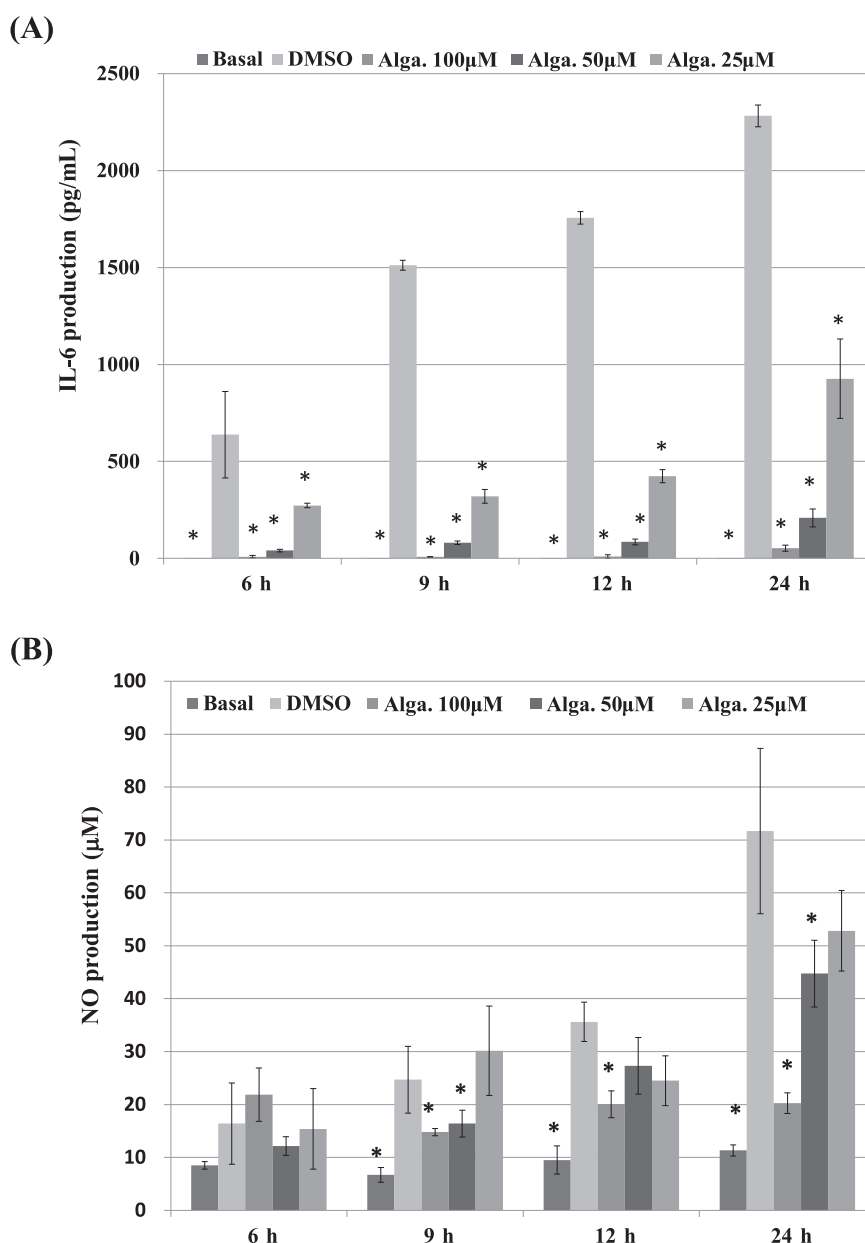 (A)
Basal DMSO Alga. 100μM Alga. 50μM Alga. 25μM
2500
2000
1500
1000
500
0
IL-6 production (pg/mL)
* * * *
* * * *
* * * *
* * * *
6 h 9 h 12 h 24 h
(B)
Basal DMSO Alga. 100μM Alga. 50μM Alga. 25μM
100
90
80
70
60
50
40
30
20
10
0
NO production (μM)
* * *
* *
* * *
6 h 9 h 12 h 24 h